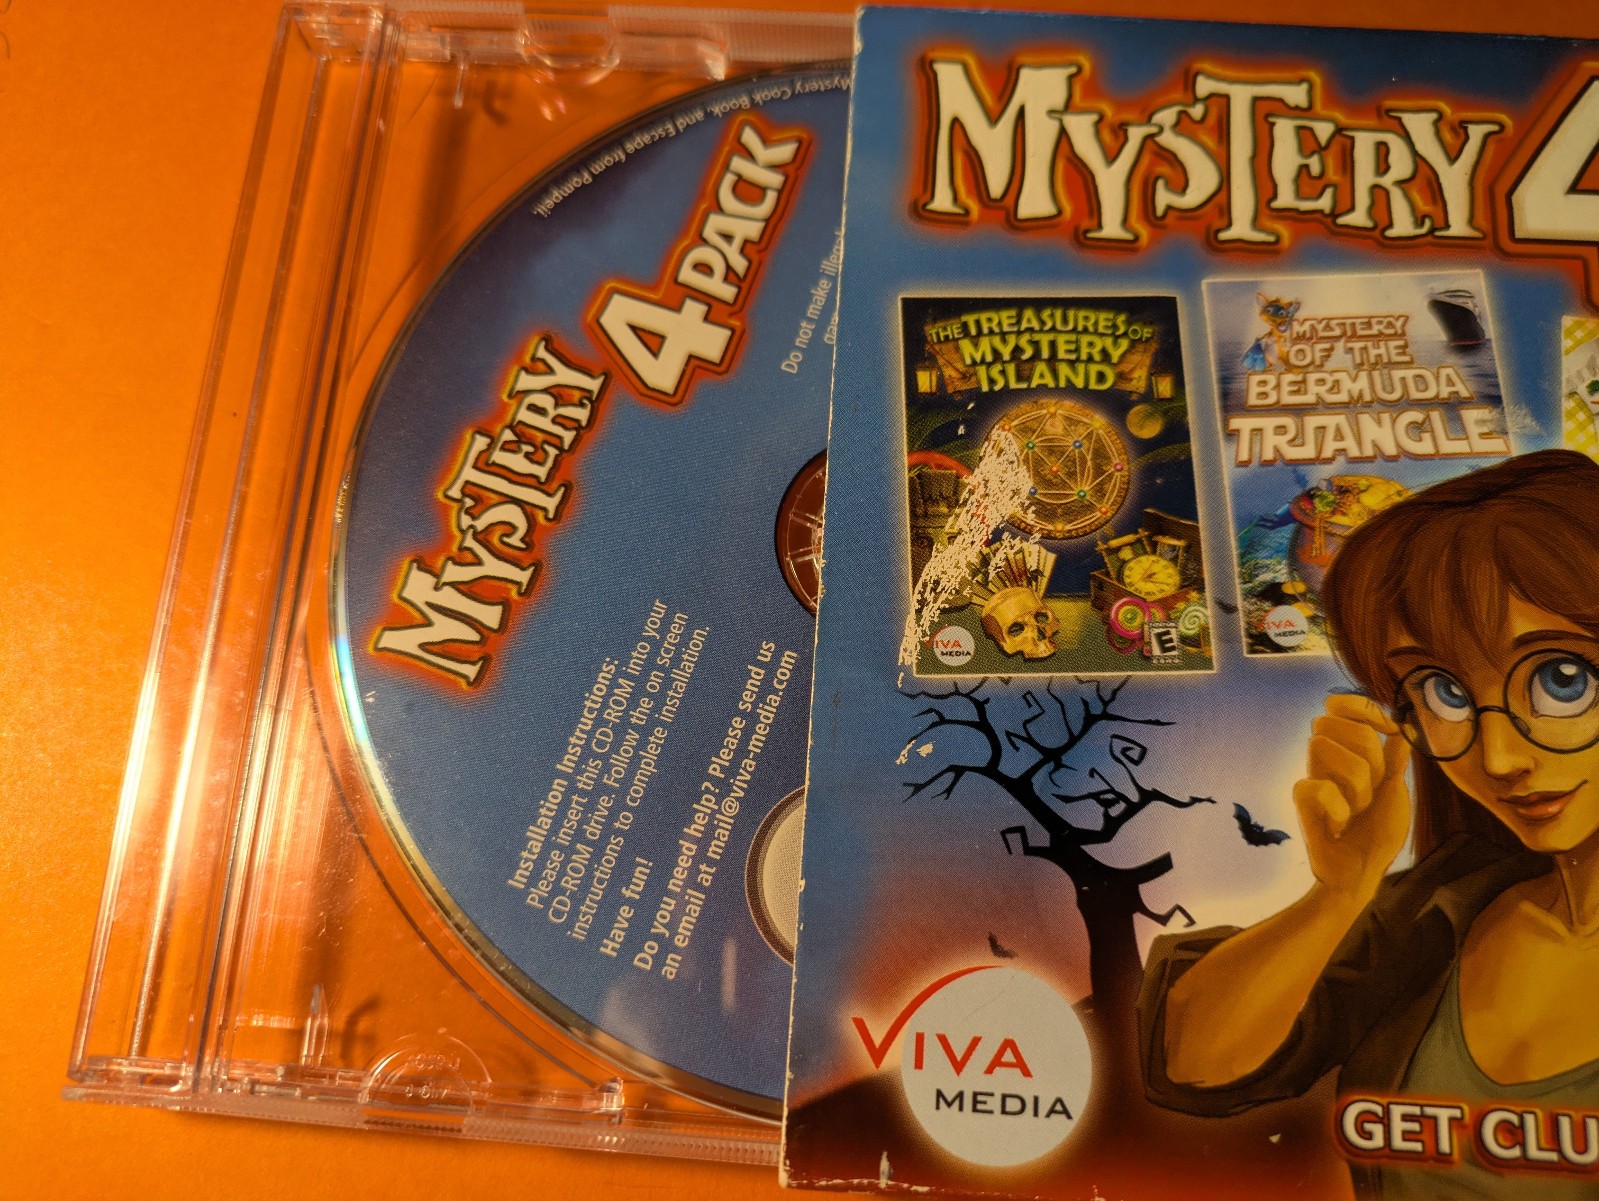 Mystery Cook Book, and Escape from Pompeii.
MYSTERY
4 PACK
Do not make illegal
Installation Instructions:
Please insert this CD-ROM into your
CD-ROM drive. Follow the on screen
instructions to complete installation.
Have fun!
Do you need help? Please send us
an email at mail@viva-media.com
MYSTERY 4
THE TREASURES OF
MYSTERY
ISLAND
VIVA
MEDIA
E
MYSTERY
OF THE
BERMUDA
TRIANGLE
VIVA
MEDIA
VIVA
MEDIA
GET CLU